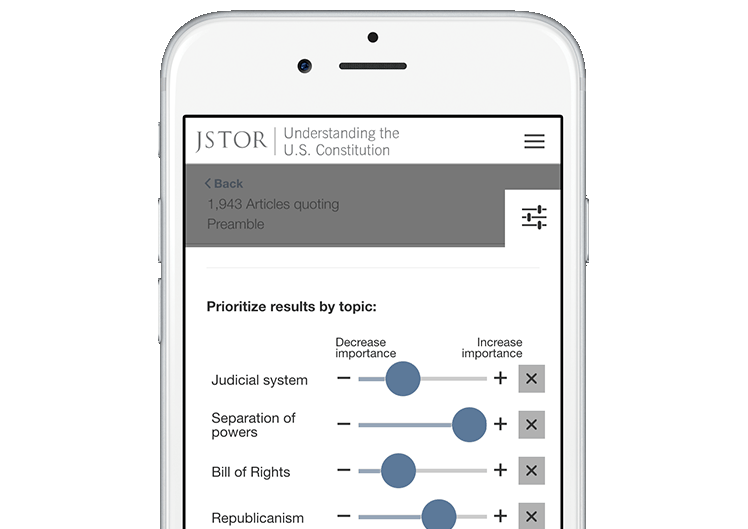 JSTOR
Understanding the
U.S. Constitution
Back
1,943 Articles quoting
Preamble
Prioritize results by topic:
Decrease
importance
Increase
importance
Judicial system
Separation of
powers
Bill of Rights
Republicanism